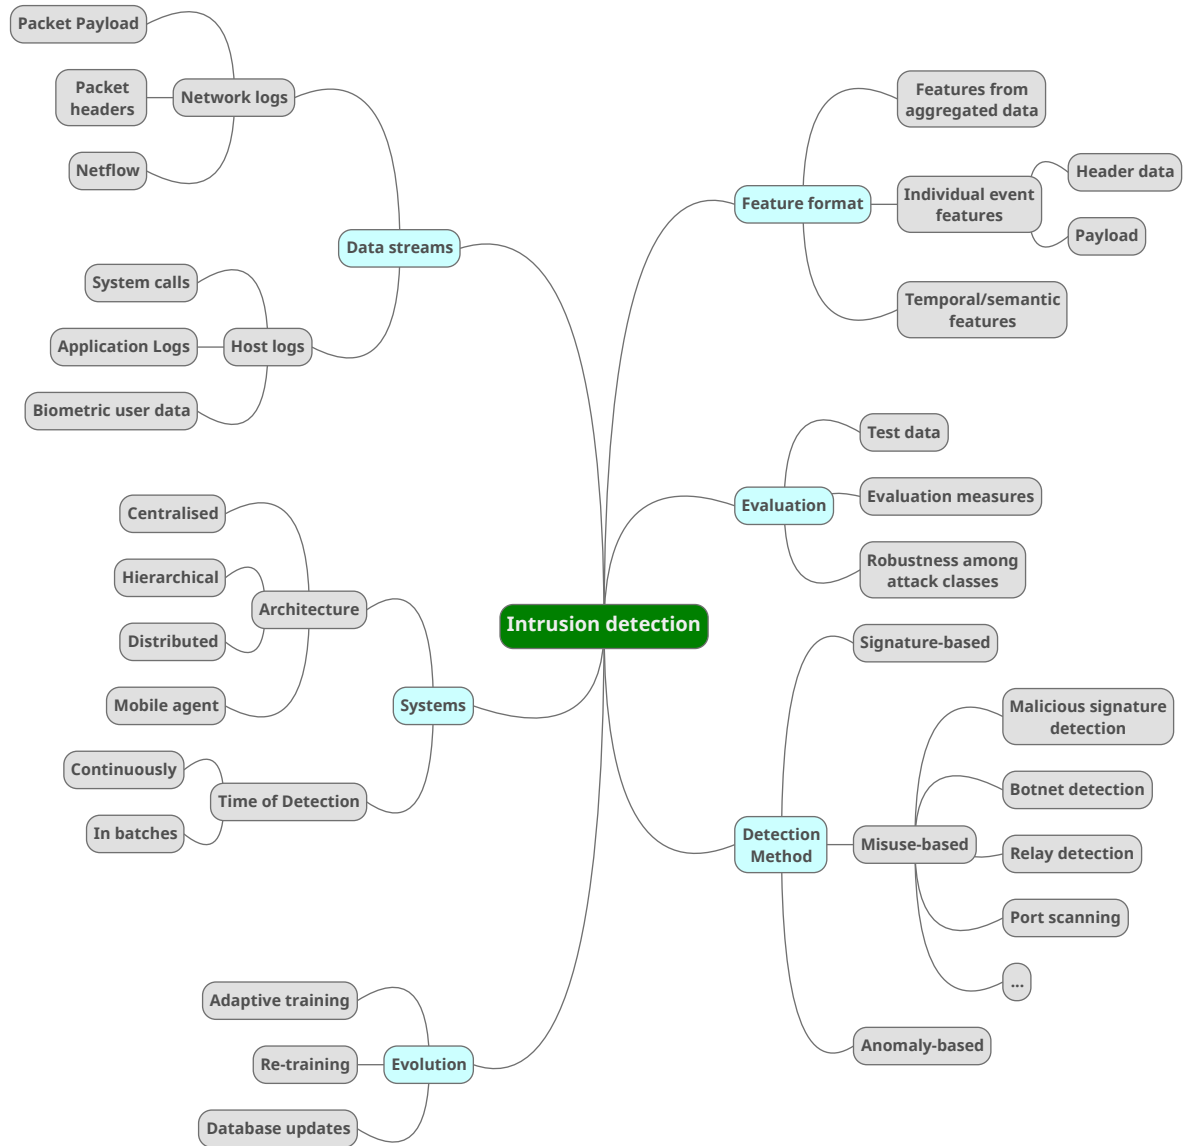 Packet Payload
Packet
headers
Network logs
Netflow
Data streams
System calls
Application Logs
Host logs
Biometric user data
Centralised
Hierarchical
Architecture
Distributed
Mobile agent
Systems
Continuously
Time of Detection
In batches
Adaptive training
Re-training
Evolution
Database updates
Intrusion detection
Features from
aggregated data
Feature format
Individual event
features
Header data
Payload
Temporal/semantic
features
Test data
Evaluation
Evaluation measures
Robustness among
attack classes
Signature-based
Detection
Method
Misuse-based
Malicious signature
detection
Botnet detection
Relay detection
Port scanning
...
Anomaly-based